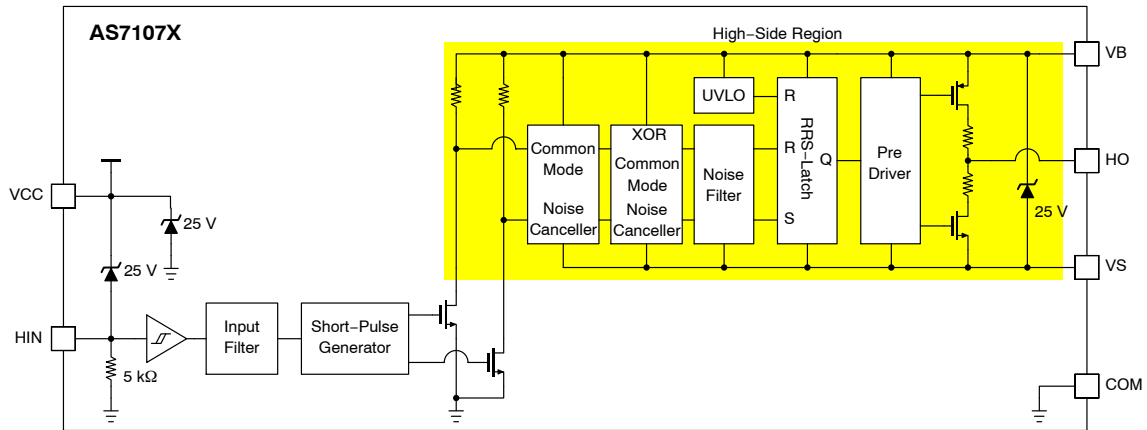 AS7107X
High−Side Region
VB
UVLO
R
XOR
Common
Mode
Noise
Canceller
Common
Mode
Noise
Canceller
Noise
Filter
R
S
RRS−Latch
Q
Pre
Driver
HO
25 V
VS
VCC
25 V
25 V
HIN
Input
Filter
Short−Pulse
Generator
5 kΩ
COM